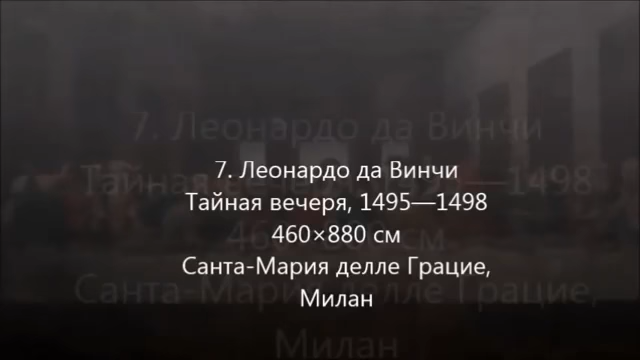 7. Леонардо да Винчи
Тайная вечеря, 1495—1498
460×880 см
Санта-Мария делле Грацие,
Милан